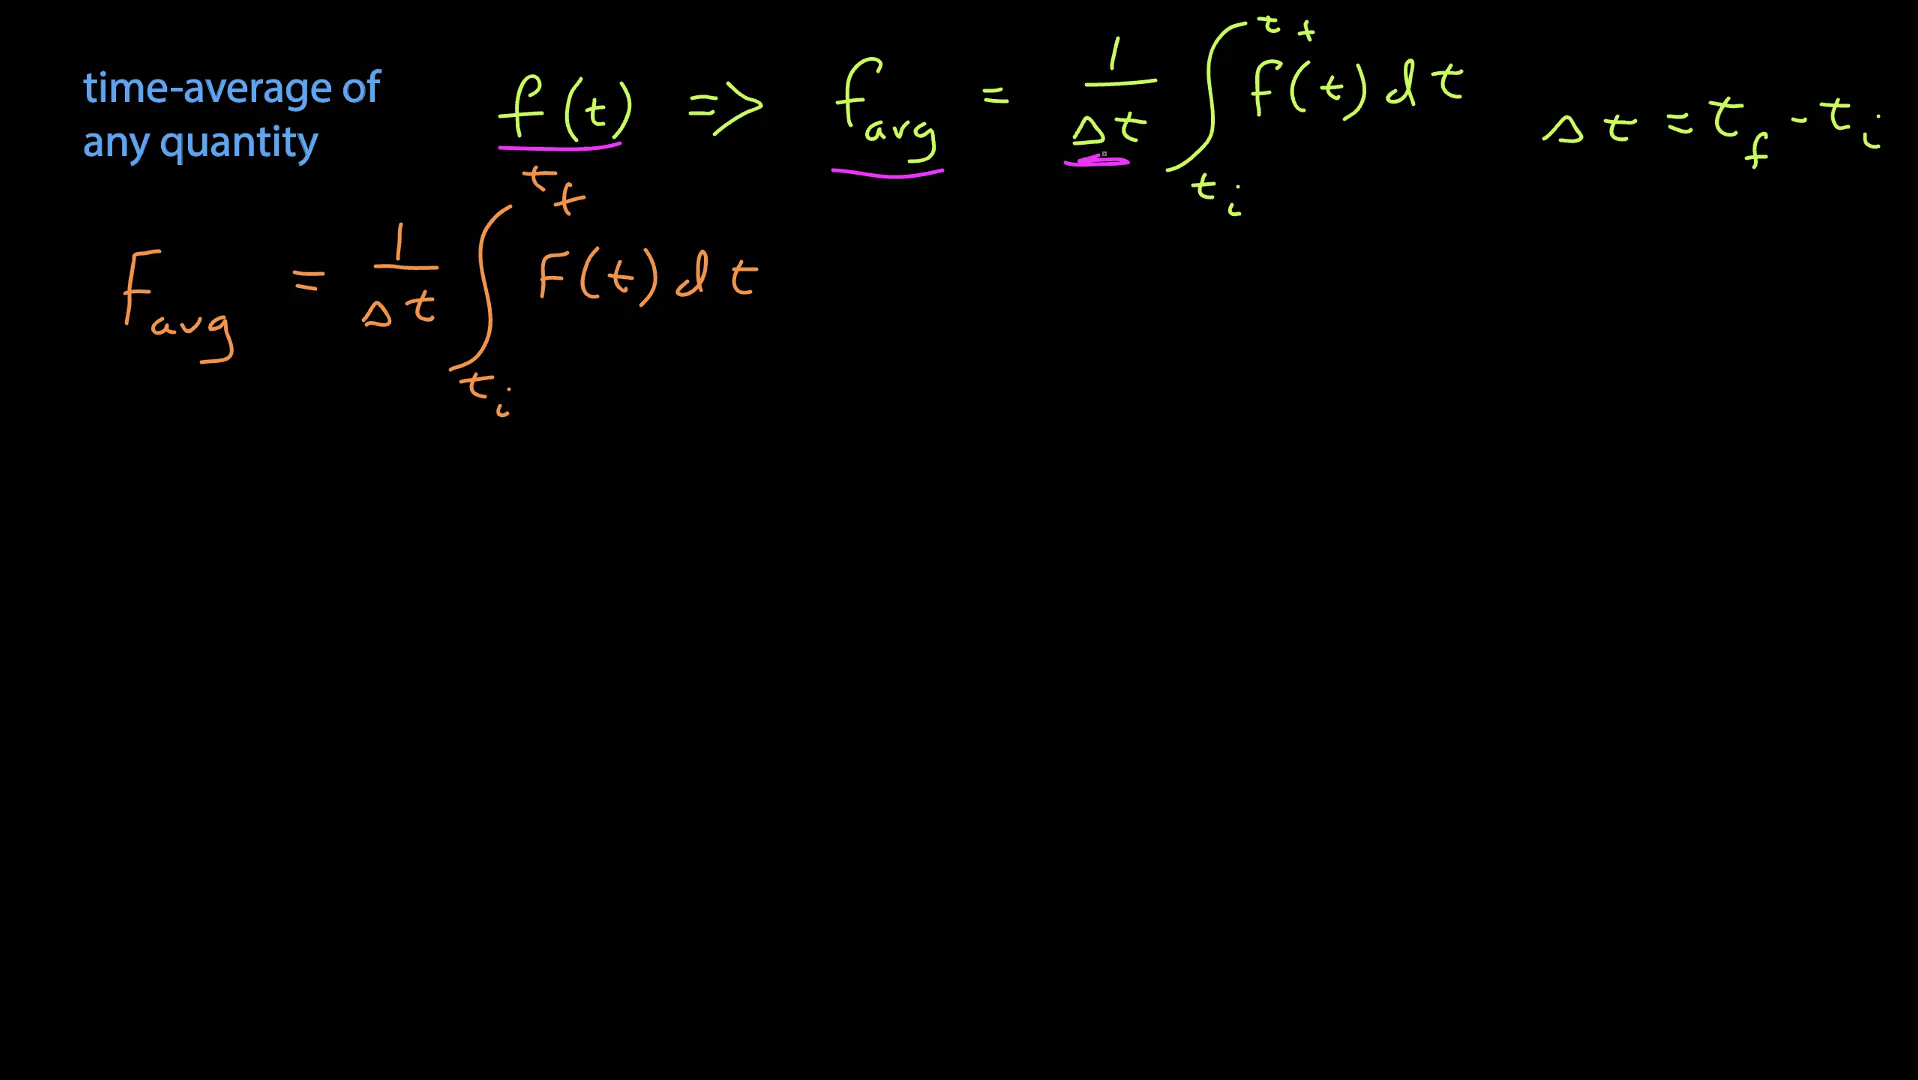 time-average of
any quantity
f(t) => f_avg = 1/Δt ∫_{t_i}^{t_f} f(t) dt   Δt = t_f - t_i
F_avg = 1/Δt ∫_{t_i}^{t_f} F(t) dt